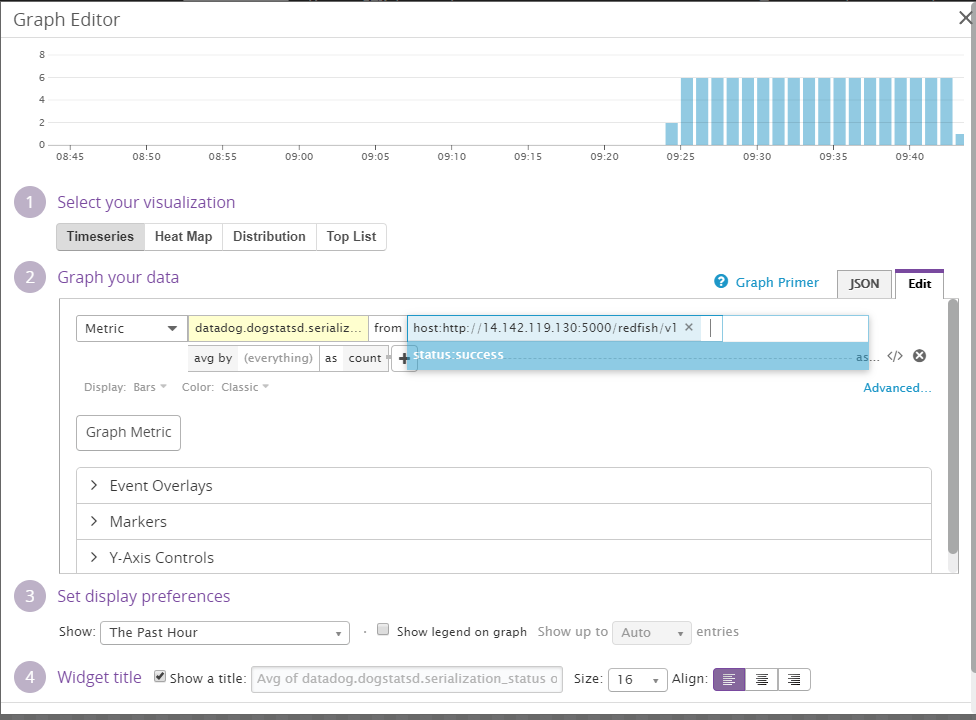 Graph Editor
8
6
4
2
0
08:45 08:50 08:55 09:00 09:05 09:10 09:15 09:20 09:25 09:30 09:35 09:40
1 Select your visualization
Timeseries Heat Map Distribution Top List
2 Graph your data
? Graph Primer JSON Edit
Metric datadog.dogstatsd.serializ... from host:http://14.142.119.130:5000/redfish/v1 ×
avg by (everything) as count + status:success as... </>
Display: Bars Color: Classic Advanced...
Graph Metric
Event Overlays
Markers
Y-Axis Controls
3 Set display preferences
Show: The Past Hour Show legend on graph Show up to Auto entries
4 Widget title Show a title: Avg of datadog.dogstatsd.serialization_status o Size: 16 Align: